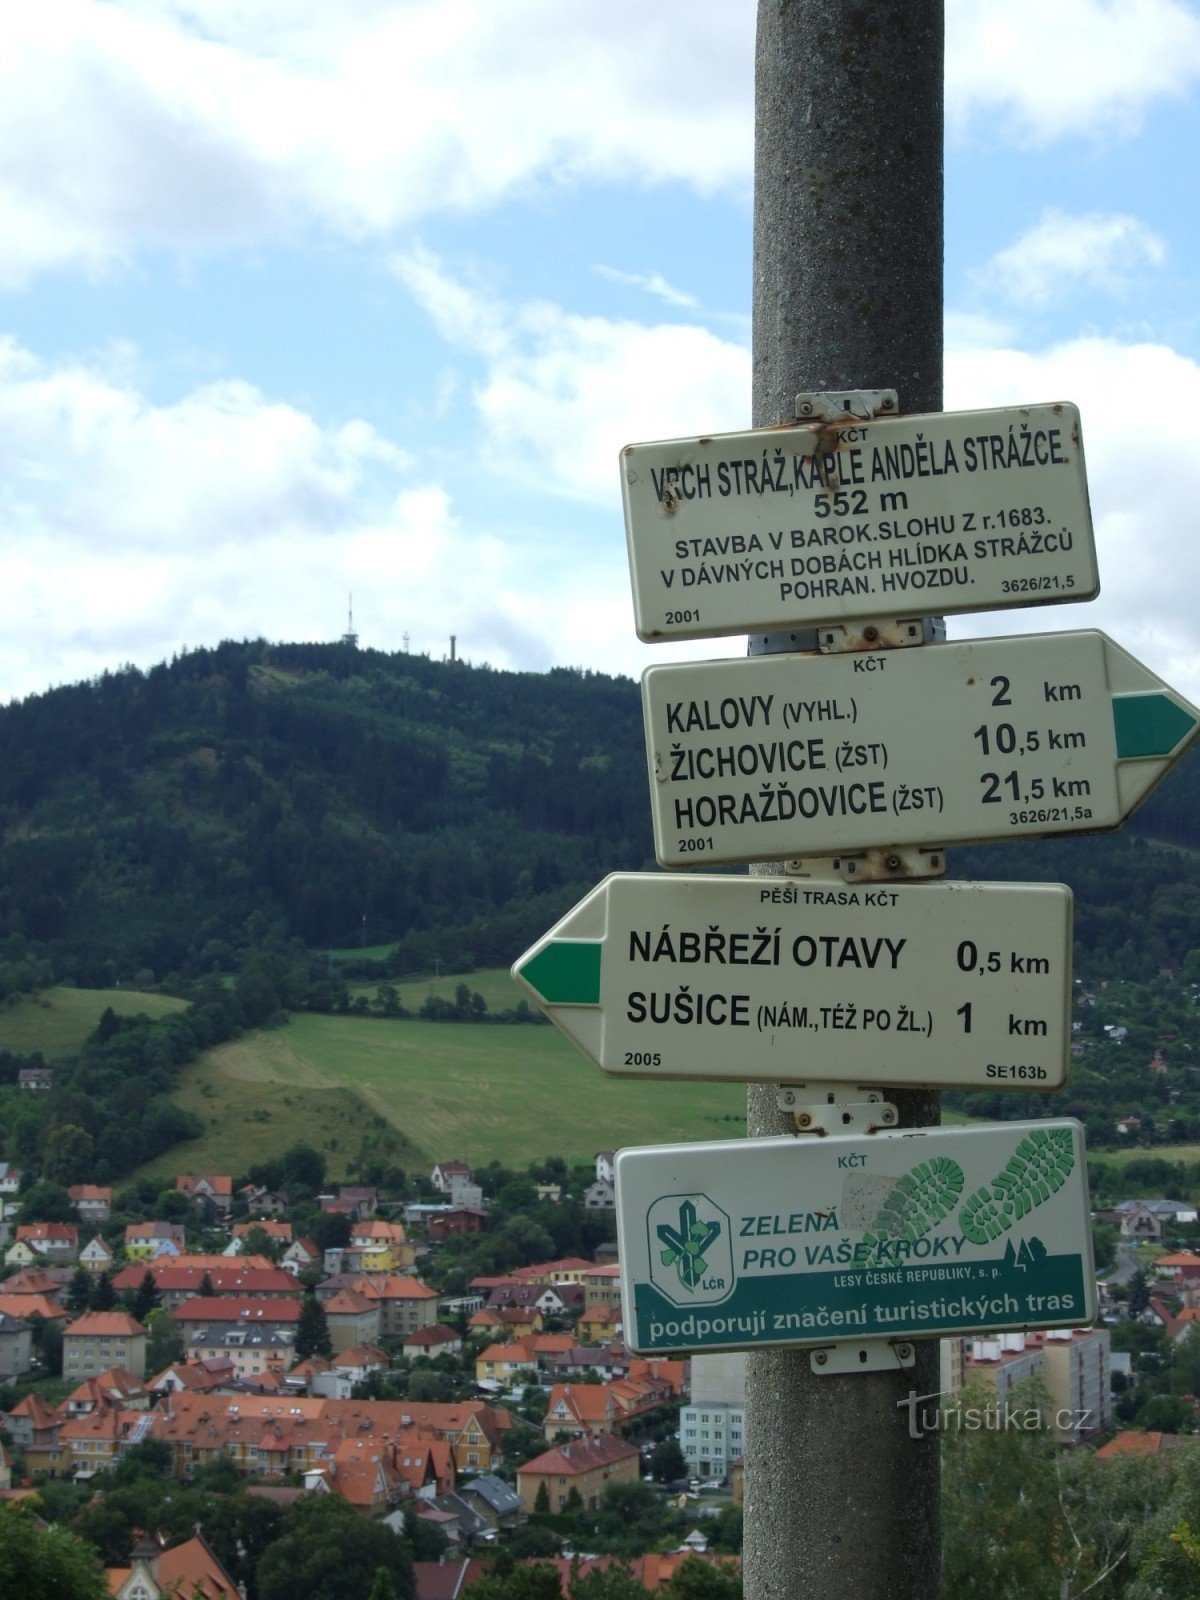 KČT
VRCH STRÁŽ,KAPLE ANDĚLA STRÁŽCE
552 m
STAVBA V BAROK.SLOHU Z r.1683.
V DÁVNÝCH DOBÁCH HLÍDKA STRÁŽCŮ
POHRAN. HVOZDU.
2001 3626/21,5
KČT
KALOVY (VYHL.) 2 km
ŽICHOVICE (ŽST) 10,5 km
HORAŽĎOVICE (ŽST) 21,5 km
2001 3626/21,5a
PĚŠÍ TRASA KČT
NÁBŘEŽÍ OTAVY 0,5 km
SUŠICE (NÁM.,TÉŽ PO ŽL.) 1 km
2005 SE163b
KČT
ZELENÁ
PRO VAŠE KROKY
LČR
LESY ČESKÉ REPUBLIKY, s. p.
podporují značení turistických tras
Turistika.cz